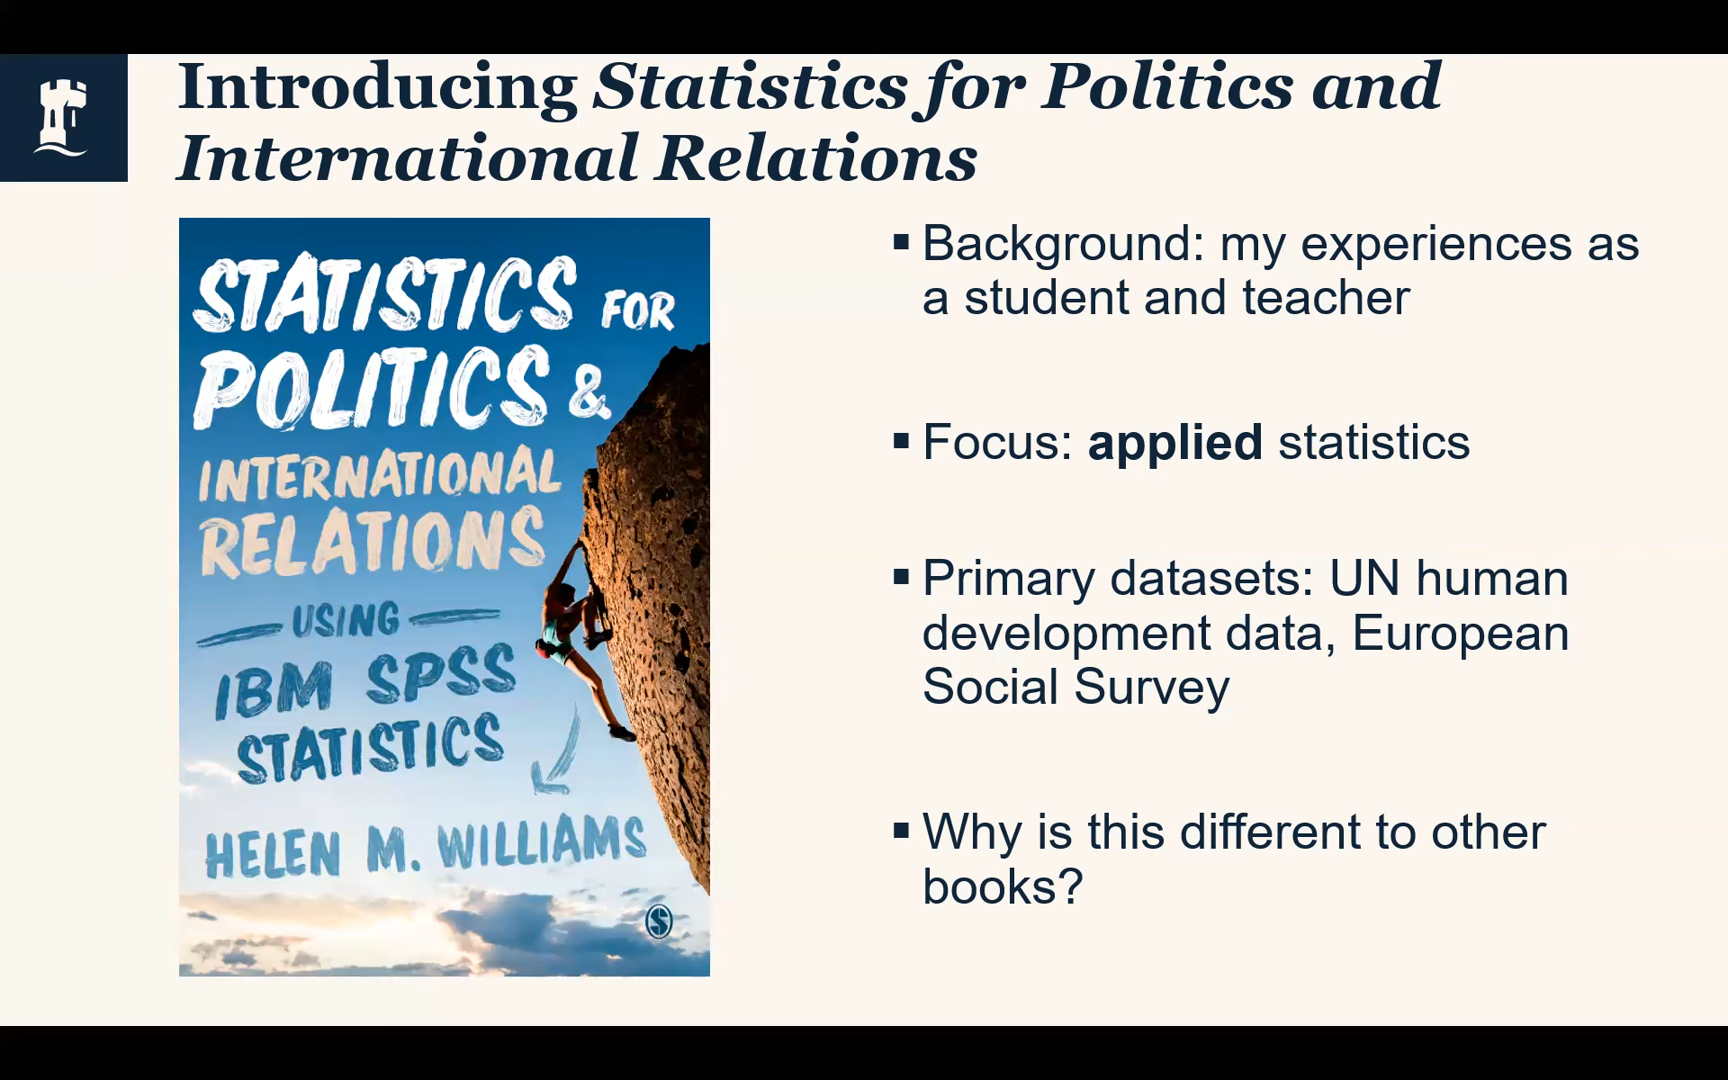 Introducing Statistics for Politics and
International Relations
STATISTICS FOR
POLITICS &
INTERNATIONAL
RELATIONS
USING
IBM SPSS
STATISTICS
HELEN M. WILLIAMS
S
▪ Background: my experiences as
a student and teacher
▪ Focus: applied statistics
▪ Primary datasets: UN human
development data, European
Social Survey
▪ Why is this different to other
books?